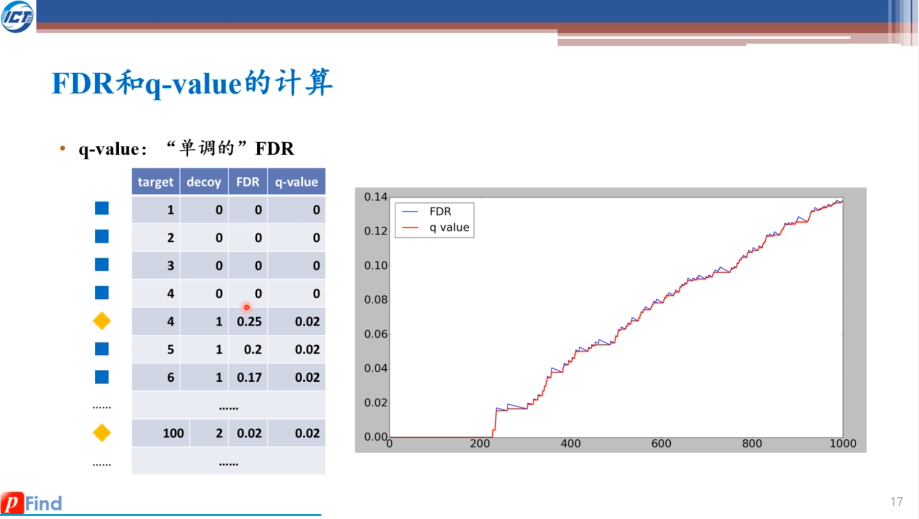 ICT
FDR和q-value的计算
• q-value：“单调的”FDR
target decoy FDR q-value
1 0 0 0
2 0 0 0
3 0 0 0
4 0 0 0
4 1 0.25 0.02
5 1 0.2 0.02
6 1 0.17 0.02
…… ……
100 2 0.02 0.02
…… ……
0.14
0.12
0.10
0.08
0.06
0.04
0.02
0.00
FDR
q value
0 200 400 600 800 1000
pFind
17